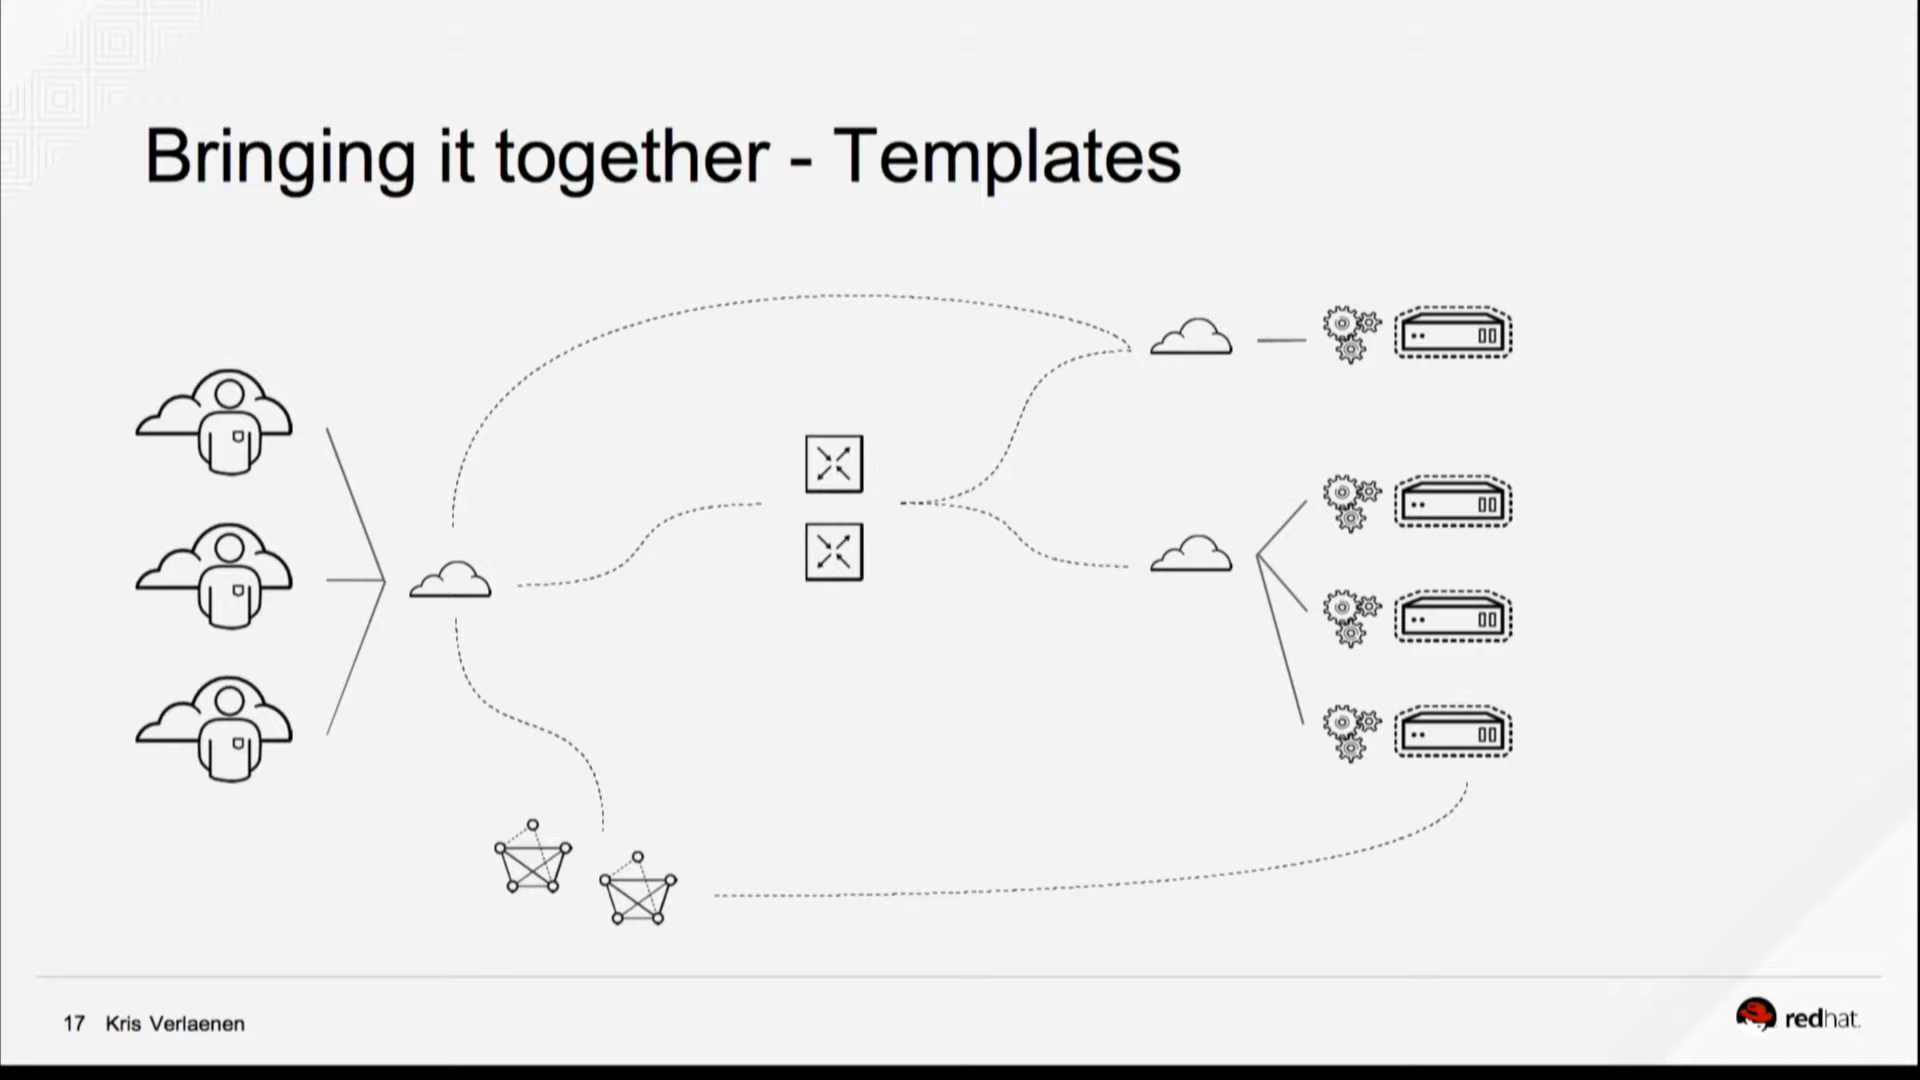 Bringing it together - Templates
17 Kris Verlaenen
redhat.